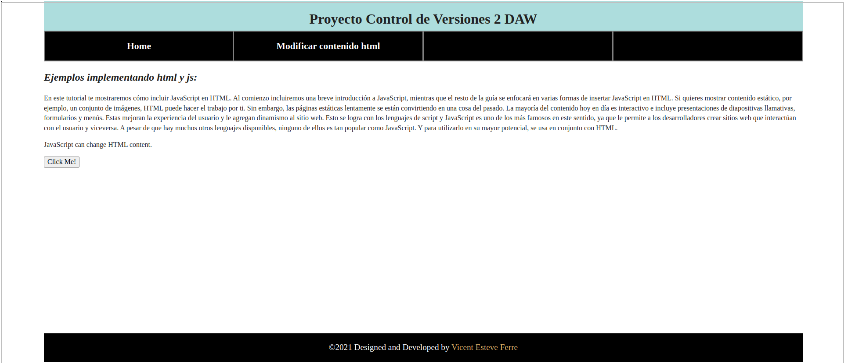 Proyecto Control de Versiones 2 DAW
Home
Modificar contenido html
Ejemplos implementando html y js:
En este tutorial te mostraremos cómo incluir JavaScript en HTML. Al comienzo incluiremos una breve introducción a JavaScript, mientras que el resto de la guía se enfocará en varias formas de insertar JavaScript en HTML. Si quieres mostrar contenido estático, por
ejemplo, un conjunto de imágenes, HTML puede hacer el trabajo por ti. Sin embargo, las páginas estáticas lentamente se están convirtiendo en una cosa del pasado. La mayoría del contenido hoy en día es interactivo e incluye presentaciones de diapositivas llamativas,
formularios y menús. Estas mejoran la experiencia del usuario y le agregan dinamismo al sitio web. Esto se logra con los lenguajes de script y JavaScript es uno de los más famosos en este sentido, ya que le permite a los desarrolladores crear sitios web que interactúan
con el usuario y viceversa. A pesar de que hay muchos otros lenguajes disponibles, ninguno de ellos es tan popular como JavaScript. Y para utilizarlo en su mayor potencial, se usa en conjunto con HTML.
JavaScript can change HTML content.
Click Me!
©2021 Designed and Developed by Vicent Esteve Ferre